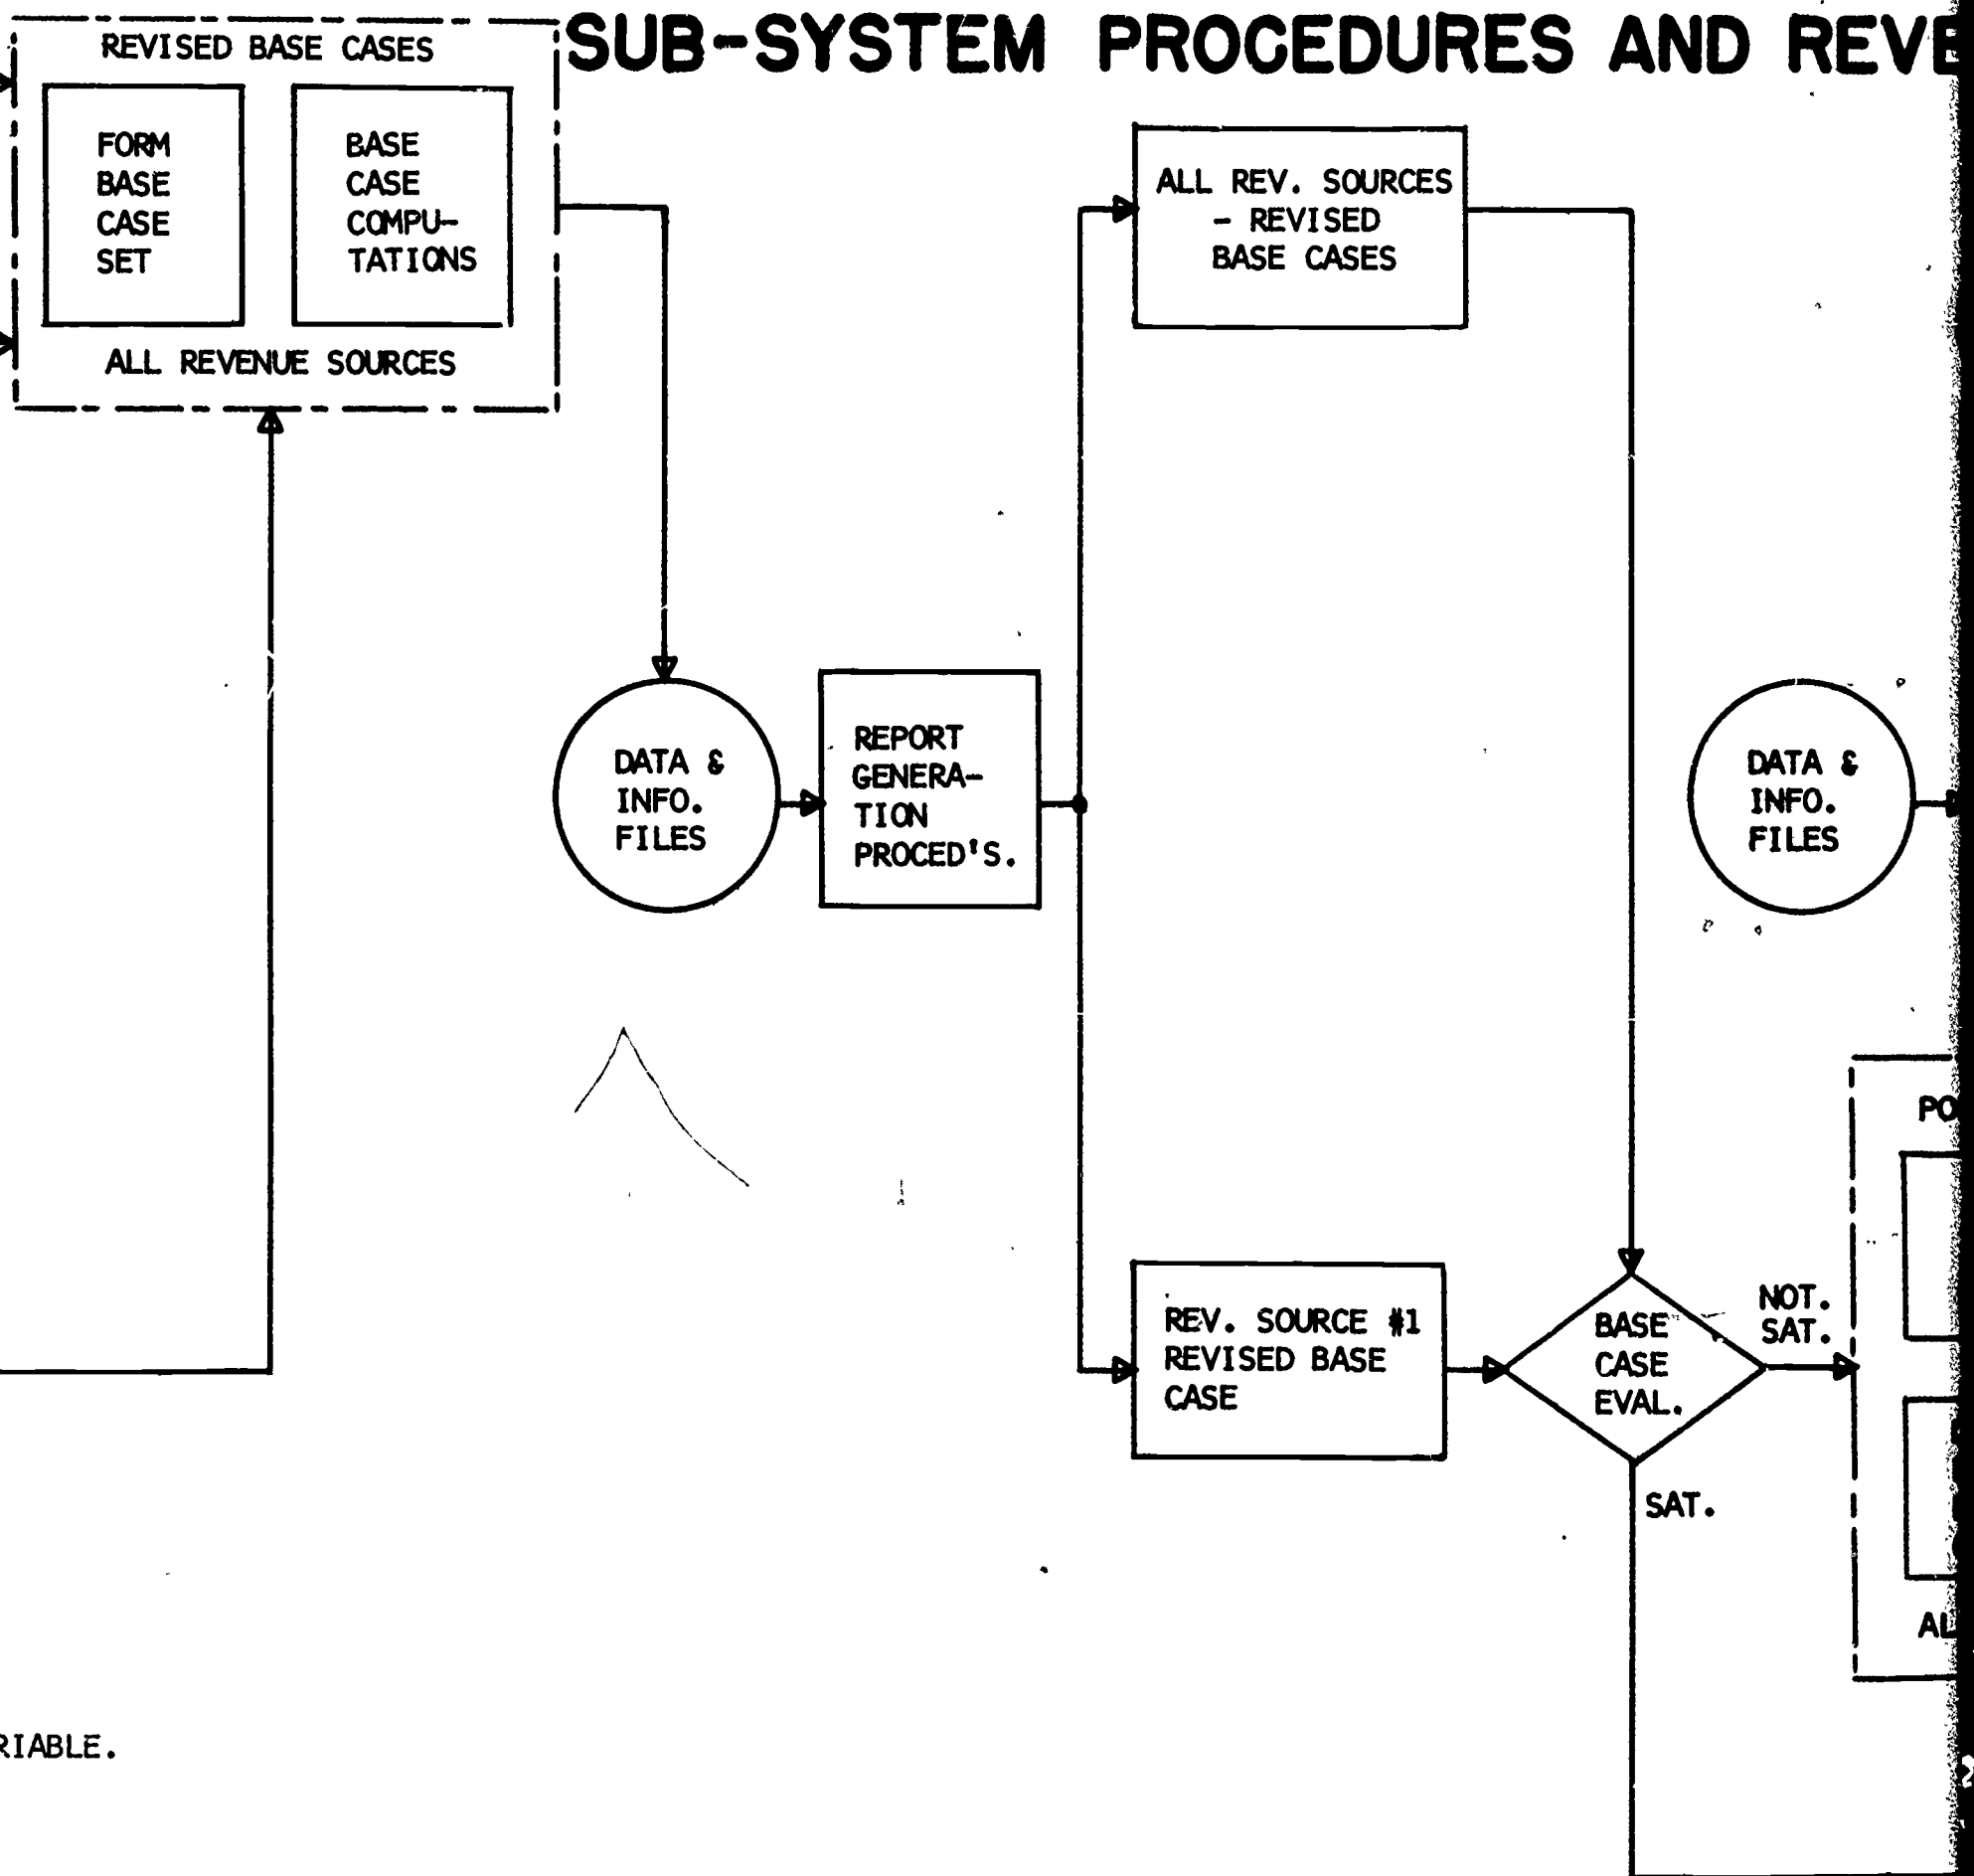 SUB-SYSTEM PROCEDURES AND REVE
REVISED BASE CASES
FORM
BASE
CASE
SET
BASE
CASE
COMPU-
TATIONS
ALL REVENUE SOURCES
ALL REV. SOURCES
- REVISED
BASE CASES
DATA &
INFO.
FILES
REPORT
GENERA-
TION
PROCED'S.
DATA &
INFO.
FILES
REV. SOURCE #1
REVISED BASE
CASE
BASE
CASE
EVAL.
NOT.
SAT.
SAT.
PO
AL
RIABLE.